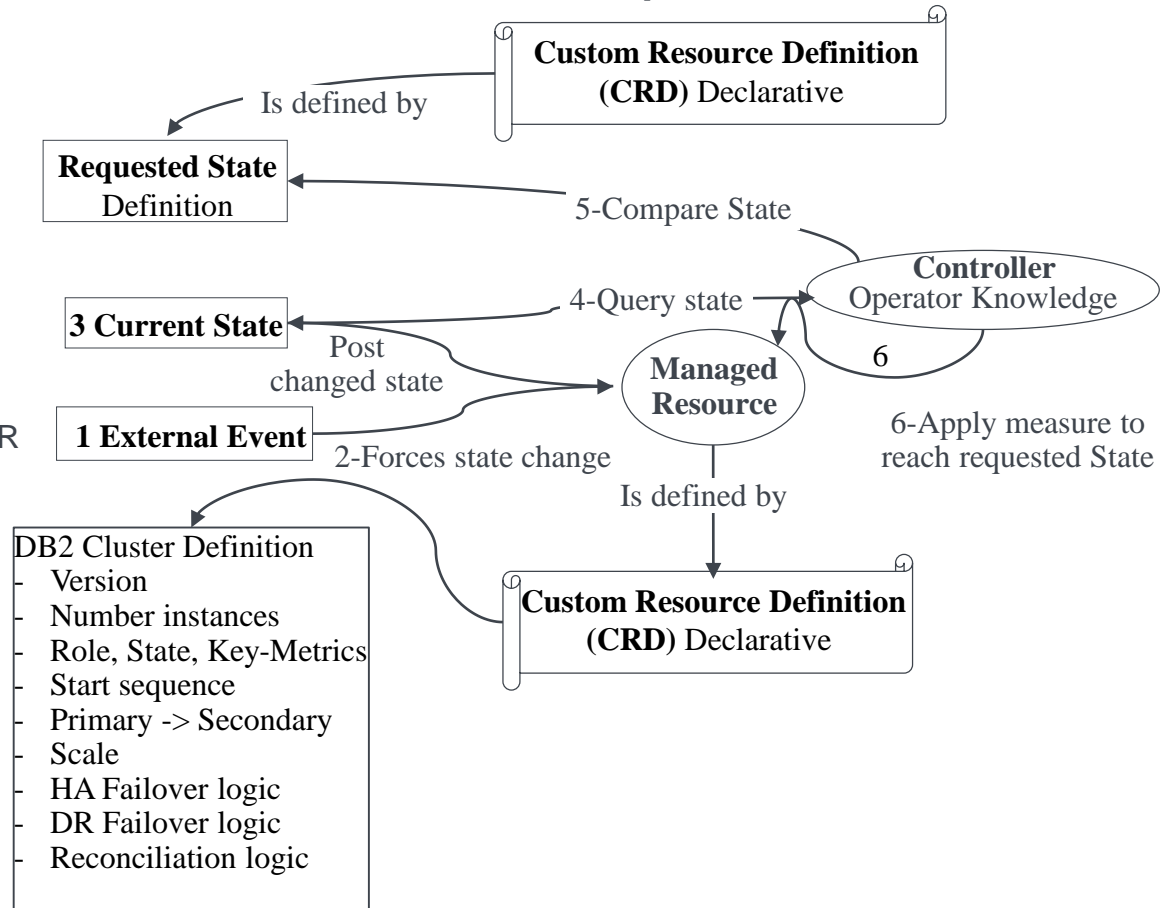 Custom Resource Definition
(CRD) Declarative
Is defined by
Requested State
Definition
5-Compare State
Controller
Operator Knowledge
4-Query state
3 Current State
Post
changed state
6
Managed
Resource
R
1 External Event
6-Apply measure to
reach requested State
2-Forces state change
Is defined by
DB2 Cluster Definition
- Version
- Number instances
- Role, State, Key-Metrics
- Start sequence
- Primary -> Secondary
- Scale
- HA Failover logic
- DR Failover logic
- Reconciliation logic
Custom Resource Definition
(CRD) Declarative